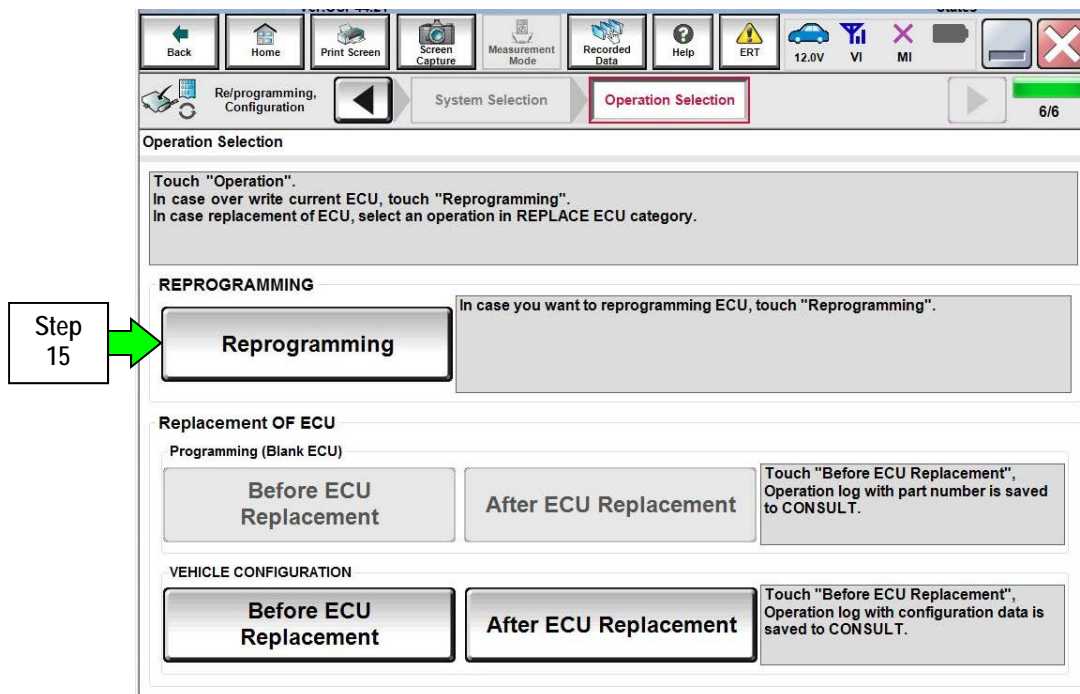 Back
Home
Print Screen
Screen
Capture
Measurement
Mode
Recorded
Data
Help
ERT
12.0V
VI
MI
Re/programming,
Configuration
System Selection
Operation Selection
6/6
Operation Selection
Touch "Operation".
In case over write current ECU, touch "Reprogramming".
In case replacement of ECU, select an operation in REPLACE ECU category.
REPROGRAMMING
Step
15
Reprogramming
In case you want to reprogramming ECU, touch "Reprogramming".
Replacement OF ECU
Programming (Blank ECU)
Before ECU
Replacement
After ECU Replacement
Touch "Before ECU Replacement",
Operation log with part number is saved
to CONSULT.
VEHICLE CONFIGURATION
Before ECU
Replacement
After ECU Replacement
Touch "Before ECU Replacement",
Operation log with configuration data is
saved to CONSULT.